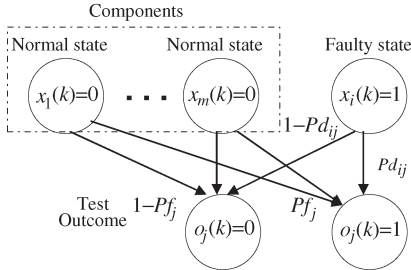 Components
Normal state Normal state Faulty state
x₁(k)=0 ... xₘ(k)=0 xᵢ(k)=1
1−Pdᵢⱼ
Pdᵢⱼ
Test
Outcome 1−Pfⱼ Pfⱼ
oⱼ(k)=0 oⱼ(k)=1